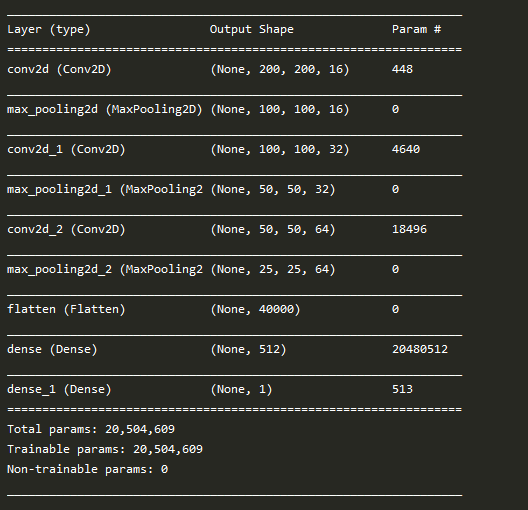 Layer (type) Output Shape Param #
=================================================================
conv2d (Conv2D) (None, 200, 200, 16) 448
_________________________________________________________________
max_pooling2d (MaxPooling2D) (None, 100, 100, 16) 0
_________________________________________________________________
conv2d_1 (Conv2D) (None, 100, 100, 32) 4640
_________________________________________________________________
max_pooling2d_1 (MaxPooling2 (None, 50, 50, 32) 0
_________________________________________________________________
conv2d_2 (Conv2D) (None, 50, 50, 64) 18496
_________________________________________________________________
max_pooling2d_2 (MaxPooling2 (None, 25, 25, 64) 0
_________________________________________________________________
flatten (Flatten) (None, 40000) 0
_________________________________________________________________
dense (Dense) (None, 512) 20480512
_________________________________________________________________
dense_1 (Dense) (None, 1) 513
=================================================================
Total params: 20,504,609
Trainable params: 20,504,609
Non-trainable params: 0
_________________________________________________________________